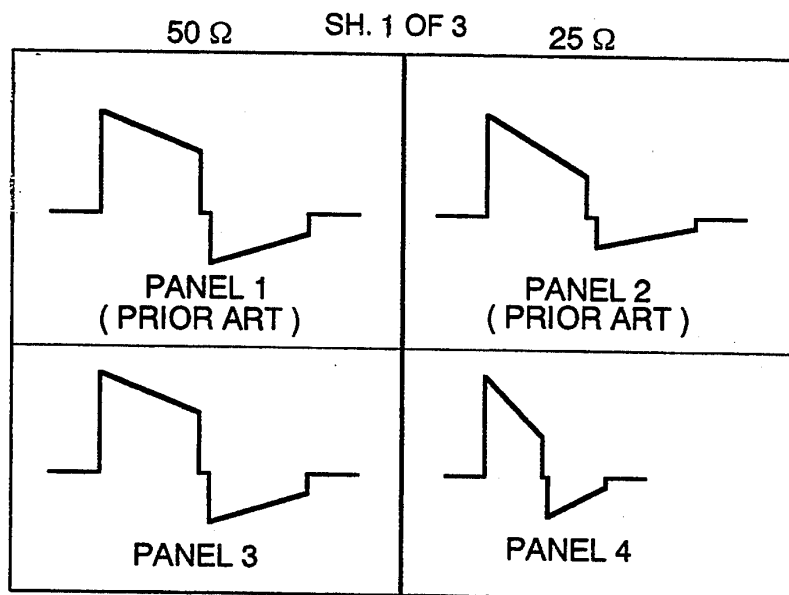 50 Ω SH. 1 OF 3 25 Ω
PANEL 1
( PRIOR ART )
PANEL 2
( PRIOR ART )
PANEL 3
PANEL 4